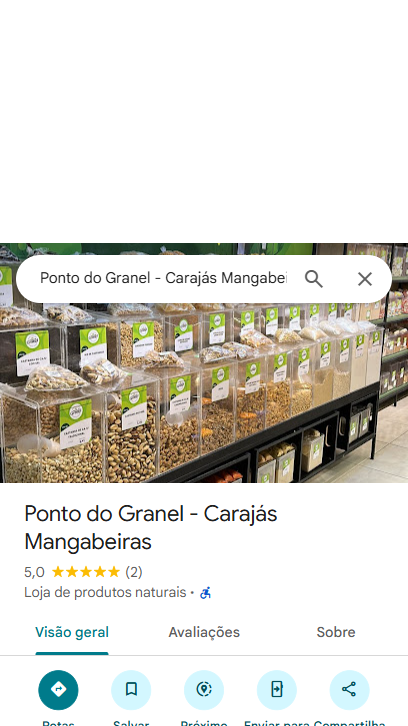 Ponto do Granel - Carajás Mangabei
Ponto do Granel - Carajás
Mangabeiras
5,0 (2)
Loja de produtos naturais ·
Visão geral
Avaliações
Sobre
Rotas
Salvar
Próximo
Enviar para
Compartilha